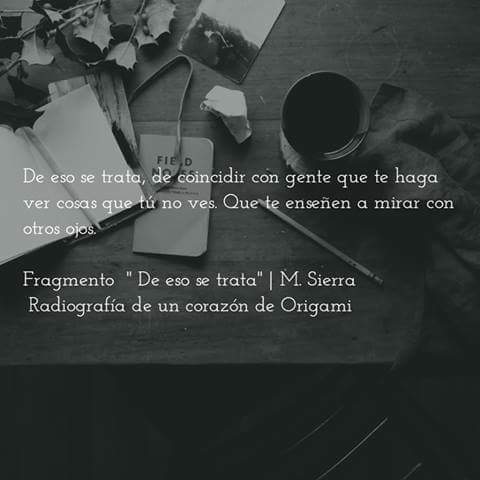 FIELD
NOTES
De eso se trata, de coincidir con gente que te haga
ver cosas que tú no ves. Que te enseñen a mirar con
otros ojos.
Fragmento " De eso se trata" | M. Sierra
Radiografía de un corazón de Origami